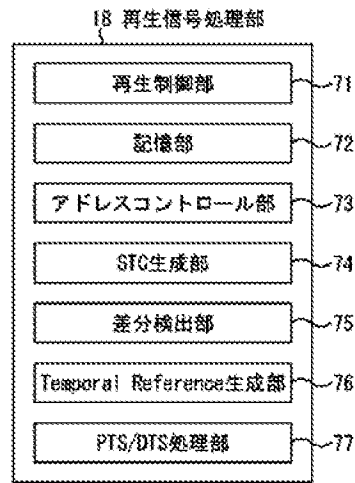 18 再生信号処理部
再生制御部 71
記憶部 72
アドレスコントロール部 73
STC生成部 74
差分検出部 75
Temporal Reference生成部 76
PTS/DTS処理部 77